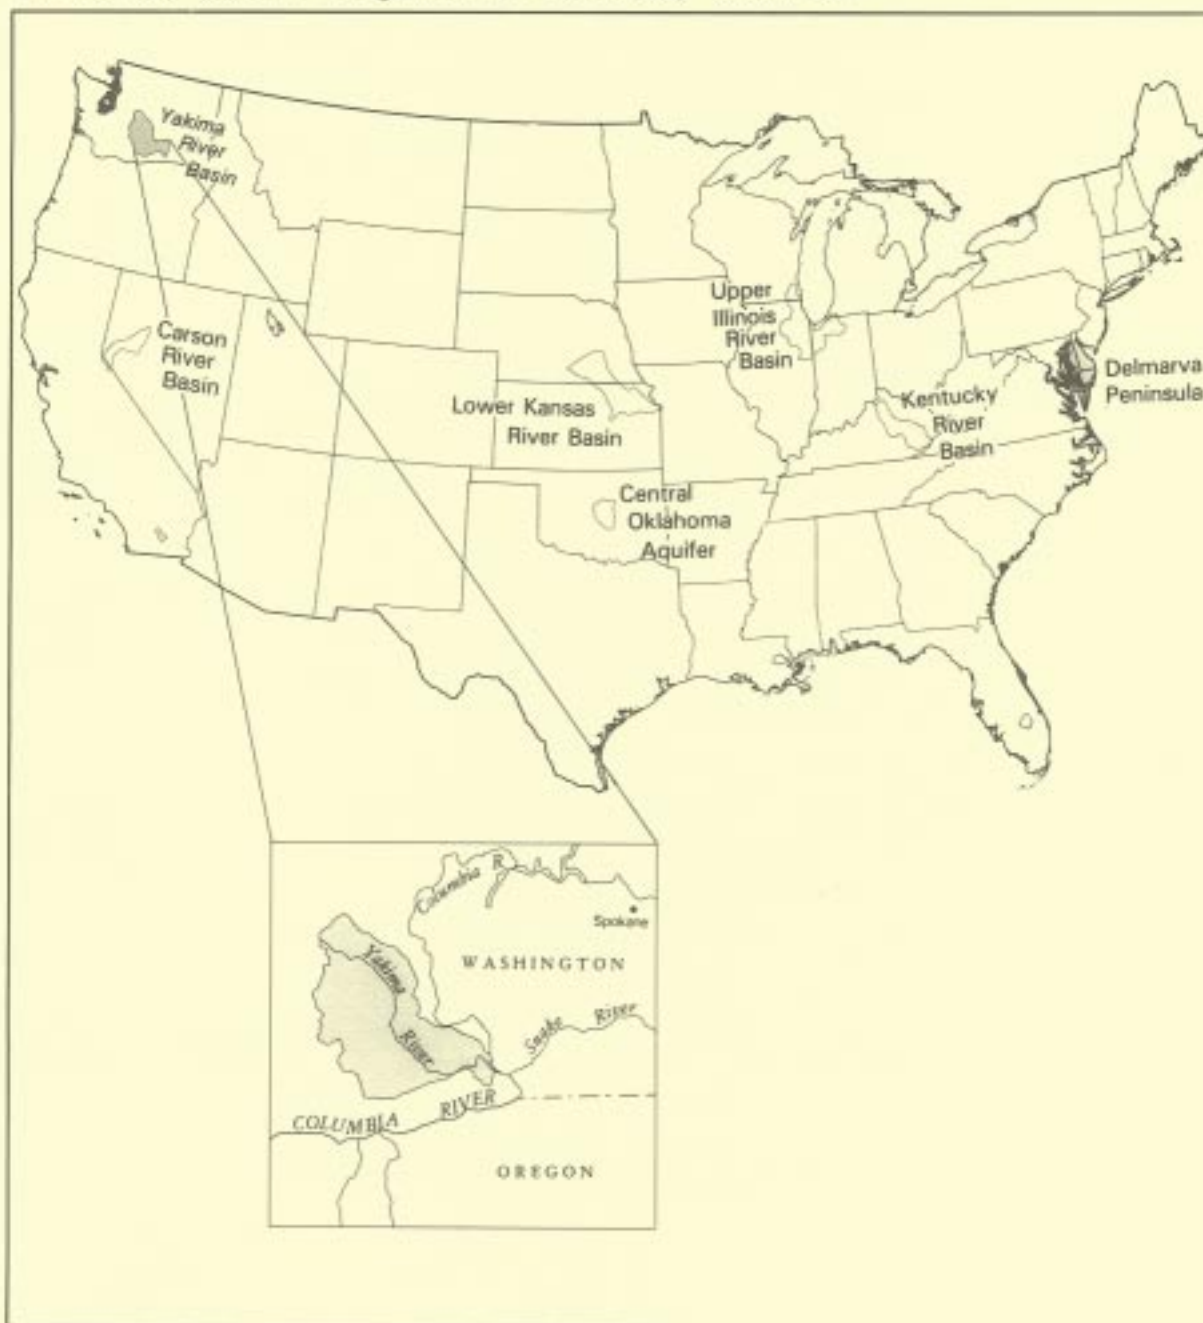 Yakima
River
Basin
Carson
River
Basin
Upper
Illinois
River
Basin
Lower Kansas
River Basin
Kentucky
River
Basin
Delmarva
Peninsula
Central
Oklahoma
Aquifer
Columbia R
Spokane
WASHINGTON
Yakima
River
Snake River
COLUMBIA RIVER
OREGON